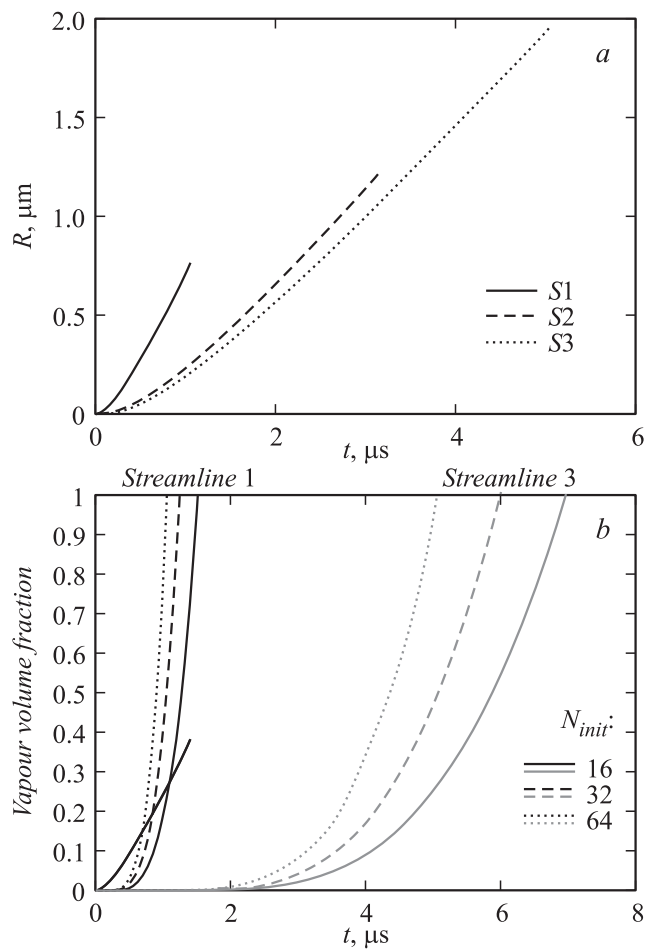 2.0
a
1.5
R, μm
1.0
S1
0.5
S2
S3
0
0 2 4 6
t, μs
Streamline 1 Streamline 3
1
b
0.9
0.8
Vapour volume fraction
0.7
0.6
0.5
N_init:
0.4
16
0.3
32
0.2
64
0.1
0
0 2 4 6 8
t, μs